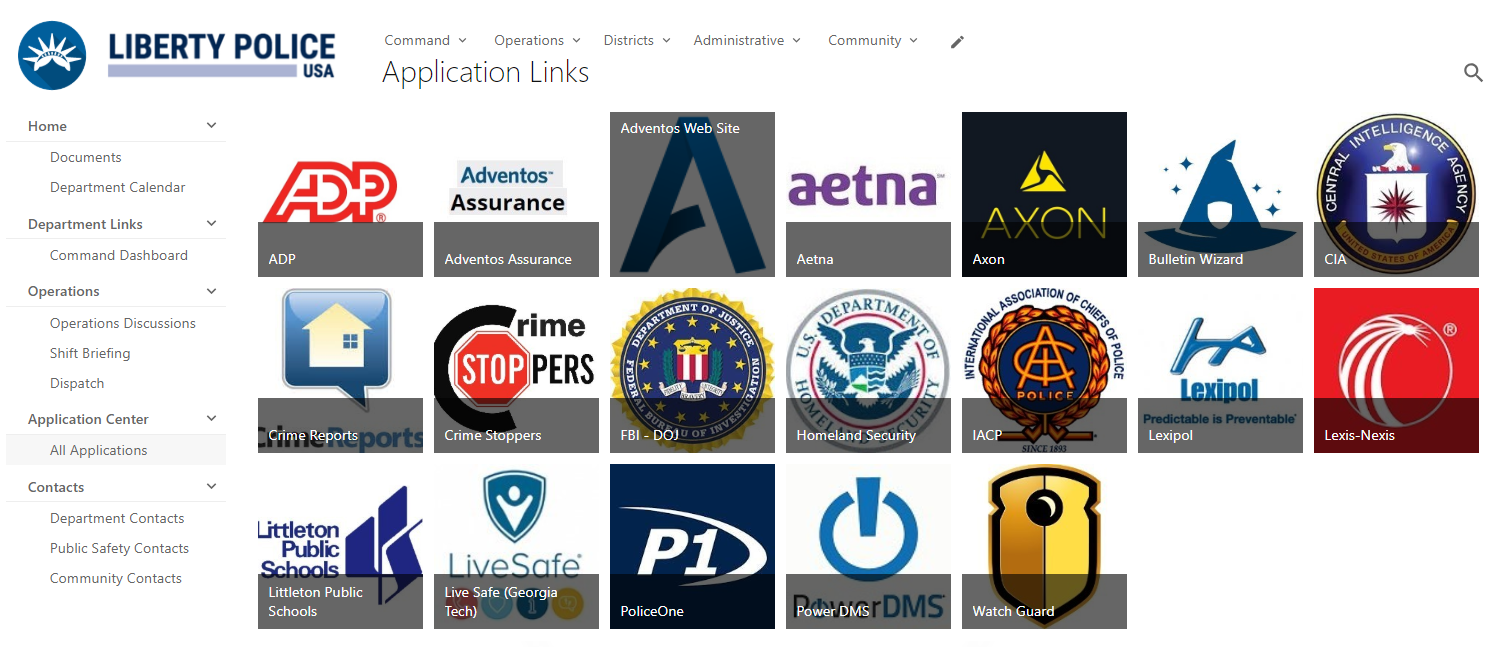 LIBERTY POLICE
USA
Command
Operations
Districts
Administrative
Community
Application Links
Home
Documents
Department Calendar
Department Links
Command Dashboard
Operations
Operations Discussions
Shift Briefing
Dispatch
Application Center
All Applications
Contacts
Department Contacts
Public Safety Contacts
Community Contacts
ADP®
ADP
Adventos™
Assurance
Adventos Assurance
Adventos Web Site
aetna™
Aetna
AXON
Axon
Bulletin Wizard
CENTRAL INTELLIGENCE AGENCY
UNITED STATES OF AMERICA
CIA
CrimeReports
Crime Reports
Crime
STOPPERS
Crime Stoppers
DEPARTMENT OF JUSTICE
FEDERAL BUREAU OF INVESTIGATION
FBI - DOJ
U.S. DEPARTMENT OF
HOMELAND SECURITY
Homeland Security
INTERNATIONAL ASSOCIATION OF CHIEFS OF POLICE
POLICE
SINCE 1893
IACP
Lexipol
Predictable is Preventable
Lexipol
®
Lexis-Nexis
Littleton
Public
Schools
Littleton Public
Schools
LiveSafe®
Live Safe (Georgia
Tech)
P1
PoliceOne
PowerDMS
Power DMS
Watch Guard